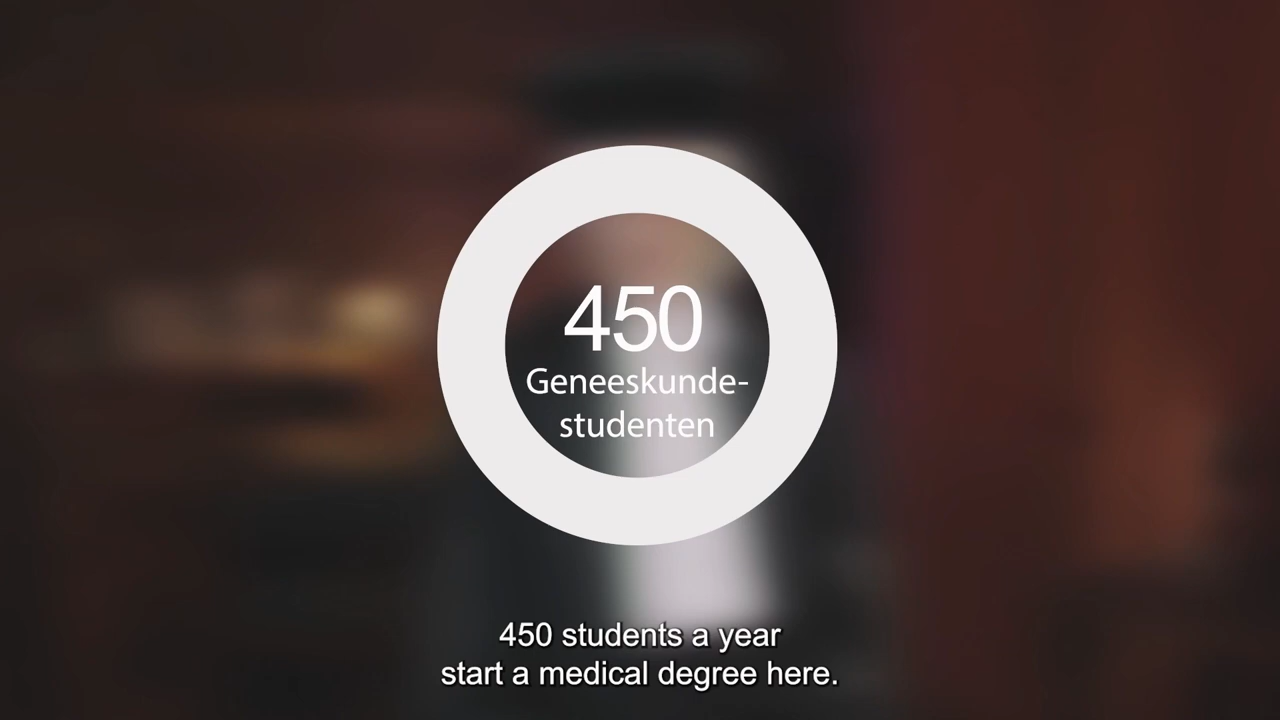 450
Geneeskunde-
studenten
450 students a year
start a medical degree here.